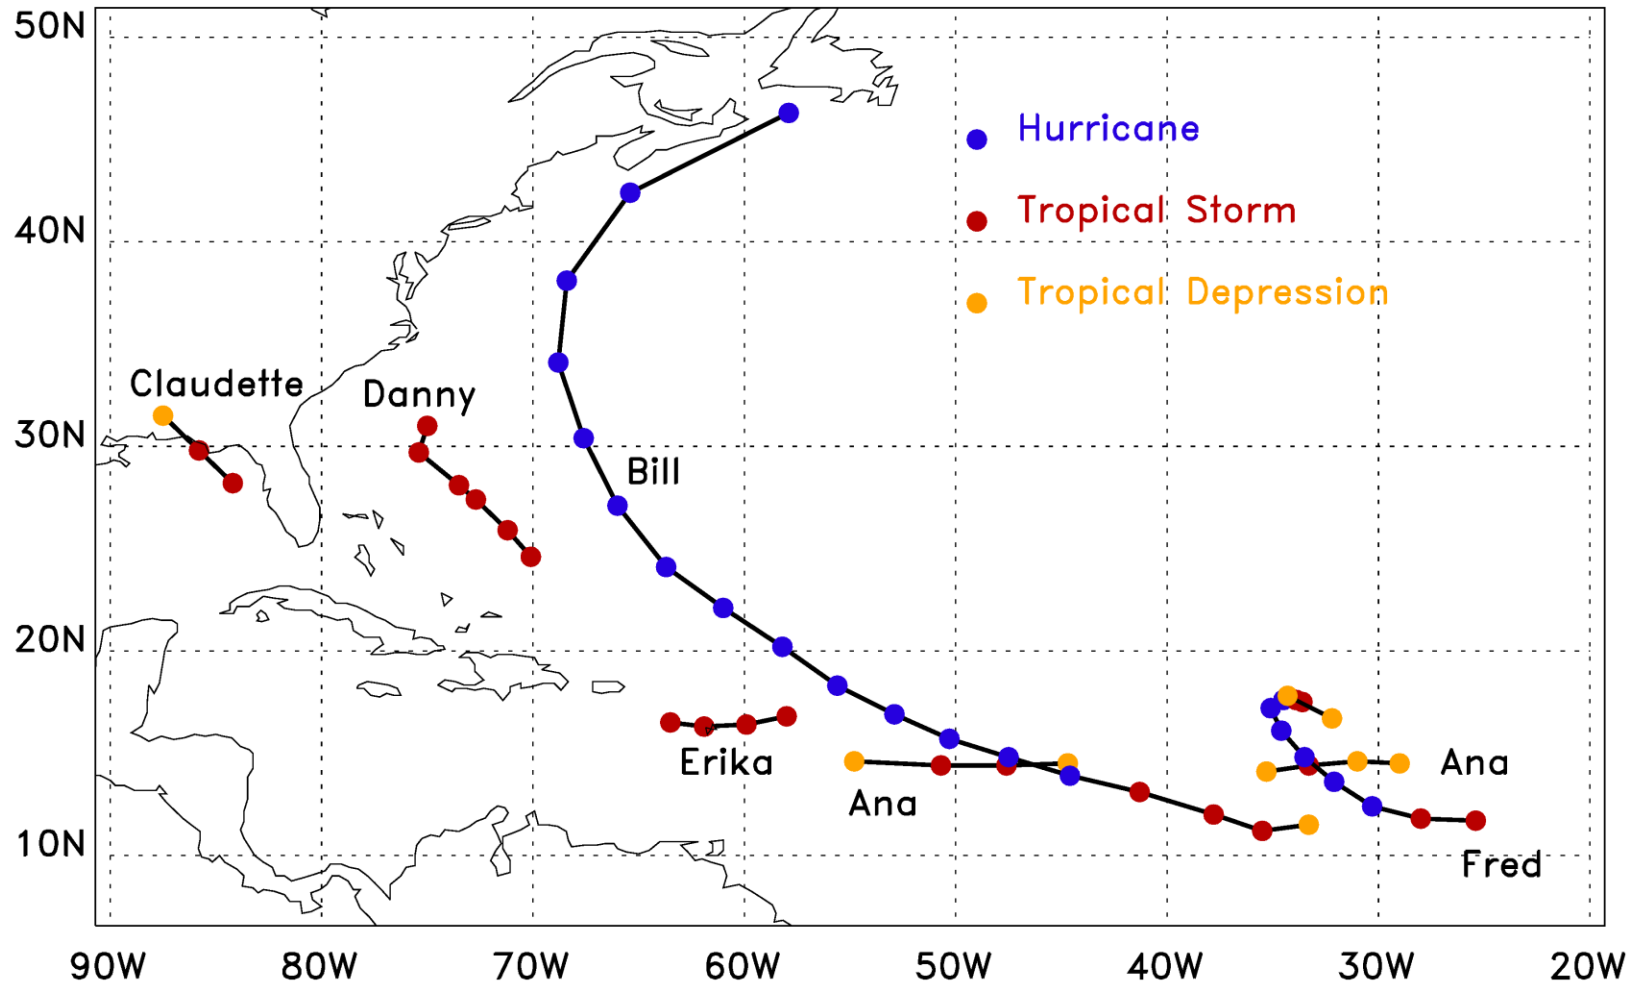 50N
Hurricane
Tropical Storm
40N
Tropical Depression
Claudette
Danny
30N
Bill
20N
Erika
Ana
Ana
10N
Fred
90W 80W 70W 60W 50W 40W 30W 20W